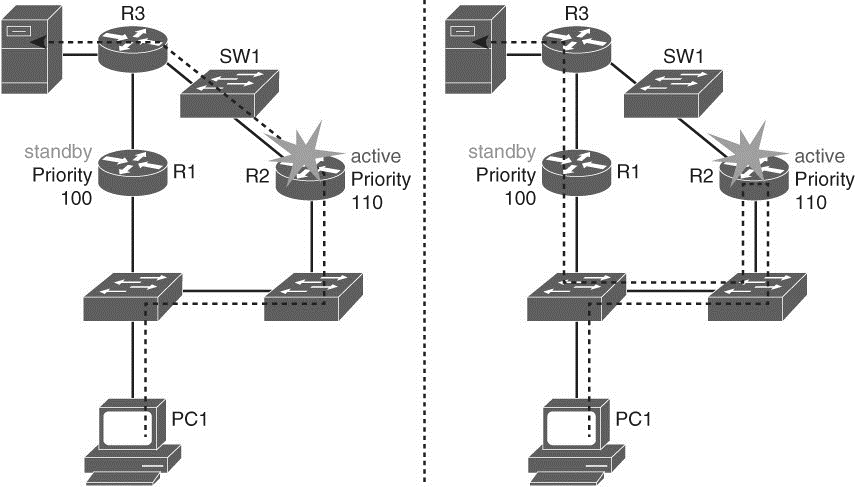 R3
SW1
standby
Priority
100
R1
R2
active
Priority
110
PC1
R3
SW1
standby
Priority
100
R1
R2
active
Priority
110
PC1